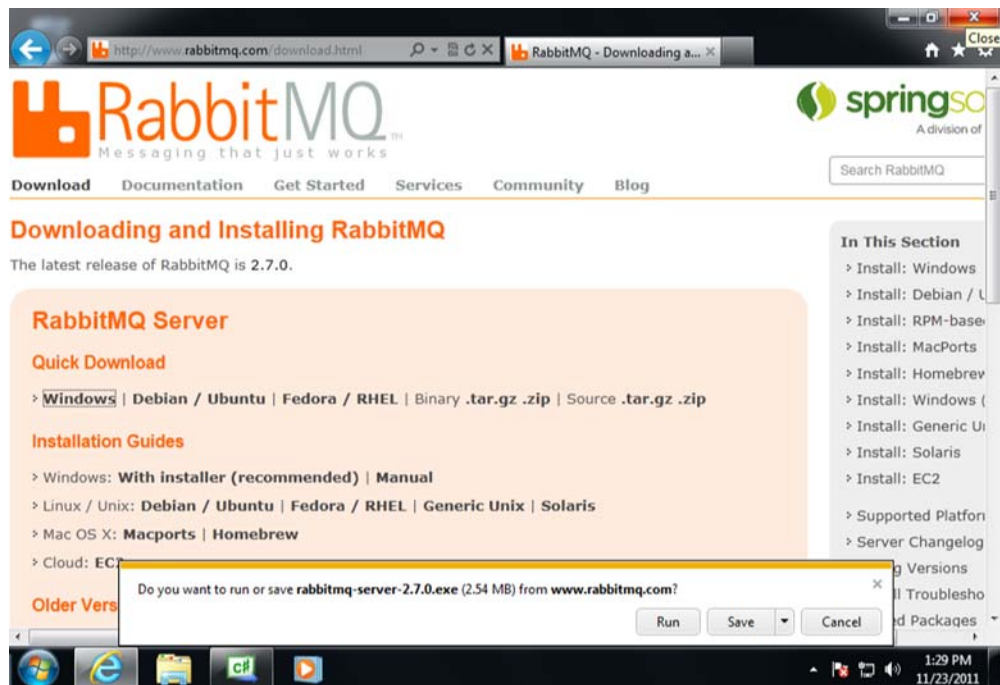 Close
http://www.rabbitmq.com/download.html
RabbitMQ - Downloading a...
RabbitMQ TM
Messaging that just works
springso
A division of
Search RabbitMQ
Download Documentation Get Started Services Community Blog
Downloading and Installing RabbitMQ
The latest release of RabbitMQ is 2.7.0.
RabbitMQ Server
Quick Download
Windows | Debian / Ubuntu | Fedora / RHEL | Binary .tar.gz .zip | Source .tar.gz .zip
Installation Guides
Windows: With installer (recommended) | Manual
Linux / Unix: Debian / Ubuntu | Fedora / RHEL | Generic Unix | Solaris
Mac OS X: Macports | Homebrew
Cloud: EC2
Older Vers
In This Section
Install: Windows
Install: Debian / U
Install: RPM-base
Install: MacPorts
Install: Homebrew
Install: Windows (
Install: Generic Un
Install: Solaris
Install: EC2
Supported Platfor
Server Changelog
g Versions
ll Troublesho
d Packages
Do you want to run or save rabbitmq-server-2.7.0.exe (2.54 MB) from www.rabbitmq.com?
Run Save Cancel
C#
1:29 PM
11/23/2011